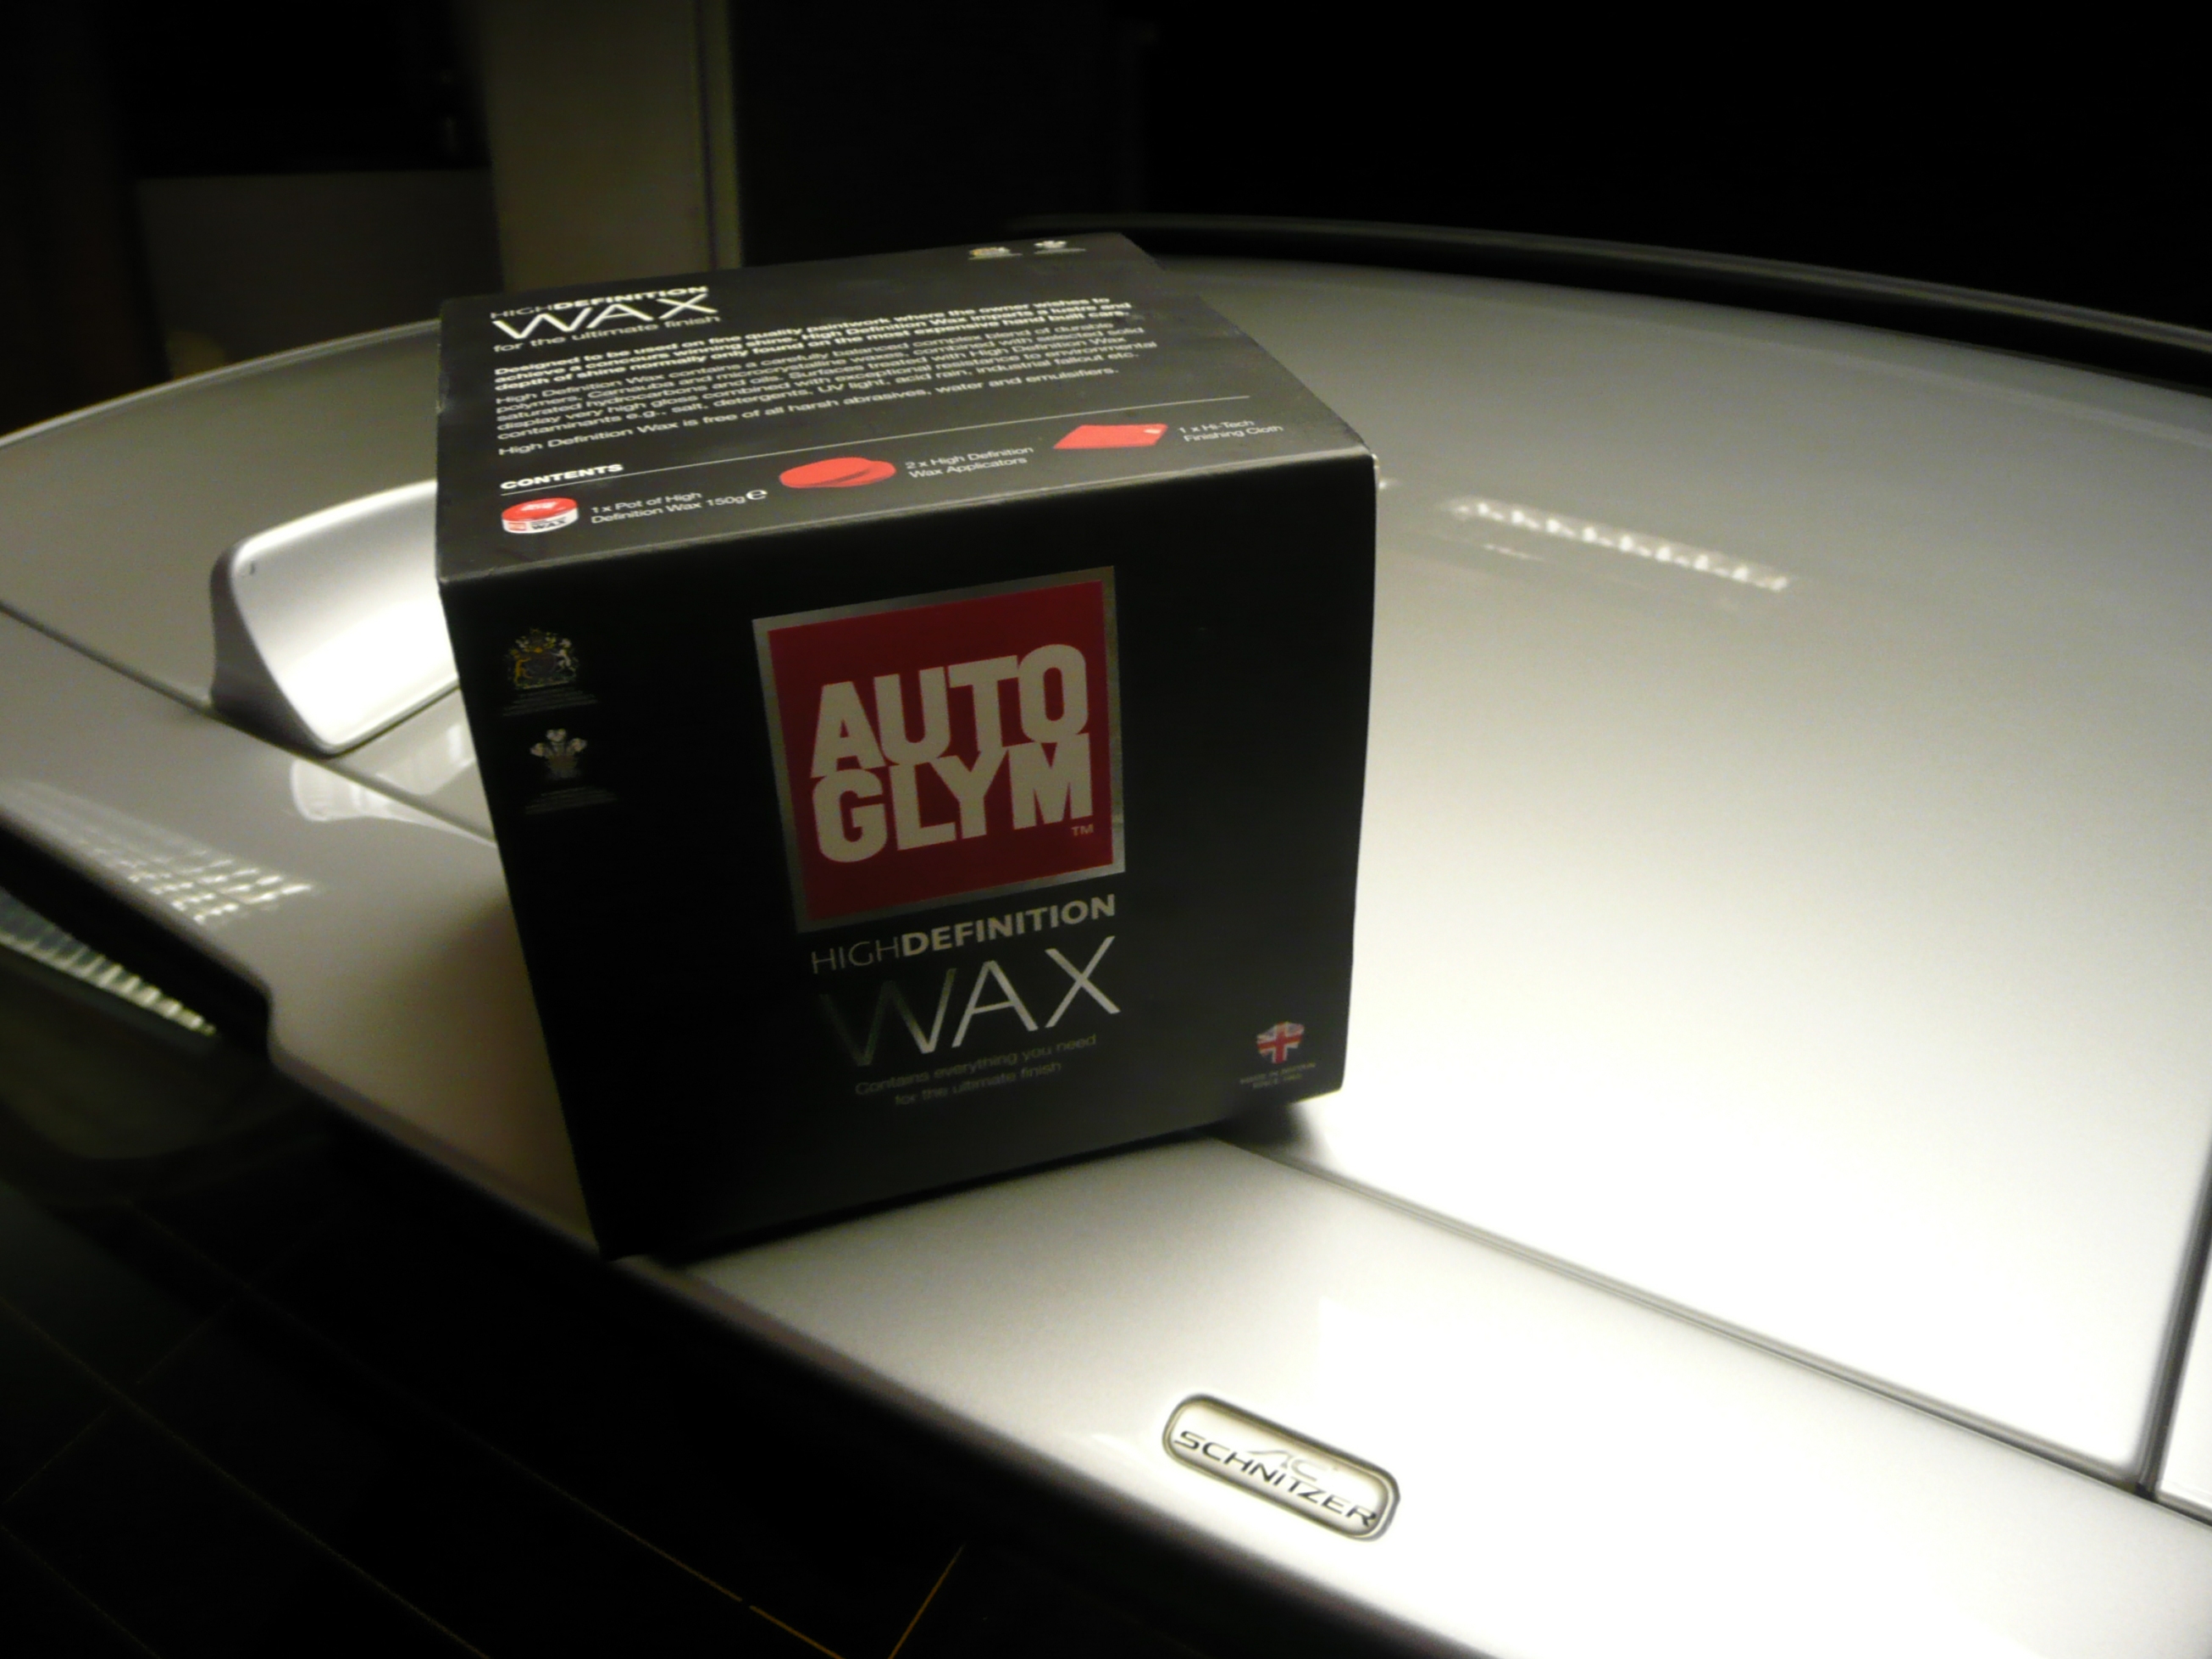 HIGHDEFINITION
WAX
for the ultimate finish
Designed to be used on fine quality paintwork where the owner wishes to
achieve a concours winning shine. High Definition Wax imparts a lustre and
depth of shine normally only found on the most expensive hand built cars.
High Definition Wax contains a carefully balanced complex blend of durable
polymers, Carnauba and microcrystalline waxes, combined with selected and
saturated hydrocarbons and oils. Surfaces treated with High Definition Wax
display very high gloss combined with exceptional resistance to environmental
contaminants e.g., salt, detergents, UV light, acid rain, industrial fallout etc.
High Definition Wax is free of all harsh abrasives, water and emulsifiers.
CONTENTS
WAX
1 x Pot of High
Definition Wax 150g ℮
2 x High Definition
Wax Applicators
1 x Hi-Tech
Finishing Cloth
AUTO
GLYM
TM
HIGHDEFINITION
WAX
Contains everything you need
for the ultimate finish
MADE IN BRITAIN
AC
SCHNITZER